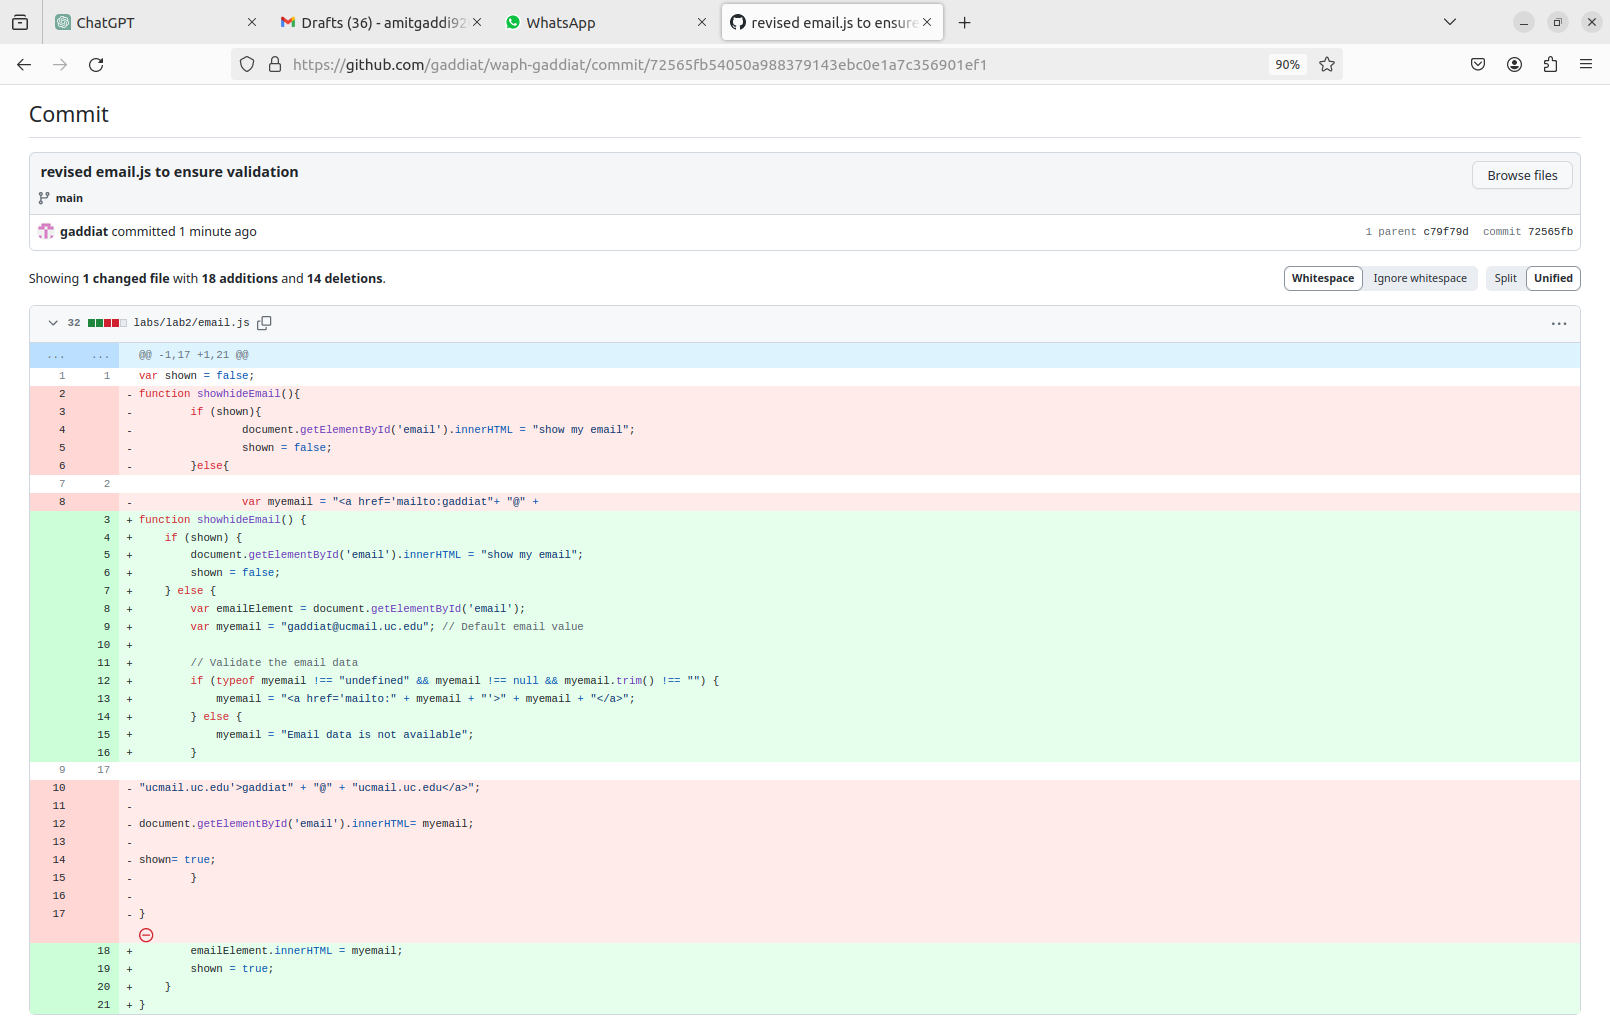 ChatGPT
Drafts (36) - amitgaddi92
WhatsApp
revised email.js to ensure
https://github.com/gaddiat/waph-gaddiat/commit/72565fb54050a988379143ebc0e1a7c356901ef1
90%
Commit
revised email.js to ensure validation
Browse files
main
gaddiat committed 1 minute ago
1 parent c79f79d commit 72565fb
Showing 1 changed file with 18 additions and 14 deletions.
Whitespace Ignore whitespace Split Unified
32 labs/lab2/email.js
... ... @@ -1,17 +1,21 @@
1 1 var shown = false;
2 - function showhideEmail(){
3 - if (shown){
4 - document.getElementById('email').innerHTML = "show my email";
5 - shown = false;
6 - }else{
7 2
8 - var myemail = "<a href='mailto:gaddiat"+ "@" +
3 + function showhideEmail() {
4 + if (shown) {
5 + document.getElementById('email').innerHTML = "show my email";
6 + shown = false;
7 + } else {
8 + var emailElement = document.getElementById('email');
9 + var myemail = "gaddiat@ucmail.uc.edu"; // Default email value
10 +
11 + // Validate the email data
12 + if (typeof myemail !== "undefined" && myemail !== null && myemail.trim() !== "") {
13 + myemail = "<a href='mailto:" + myemail + "'>" + myemail + "</a>";
14 + } else {
15 + myemail = "Email data is not available";
16 + }
9 17
10 - "ucmail.uc.edu'>gaddiat" + "@" + "ucmail.uc.edu</a>";
11 -
12 - document.getElementById('email').innerHTML= myemail;
13 -
14 - shown= true;
15 - }
16 -
17 - }
18 + emailElement.innerHTML = myemail;
19 + shown = true;
20 + }
21 + }